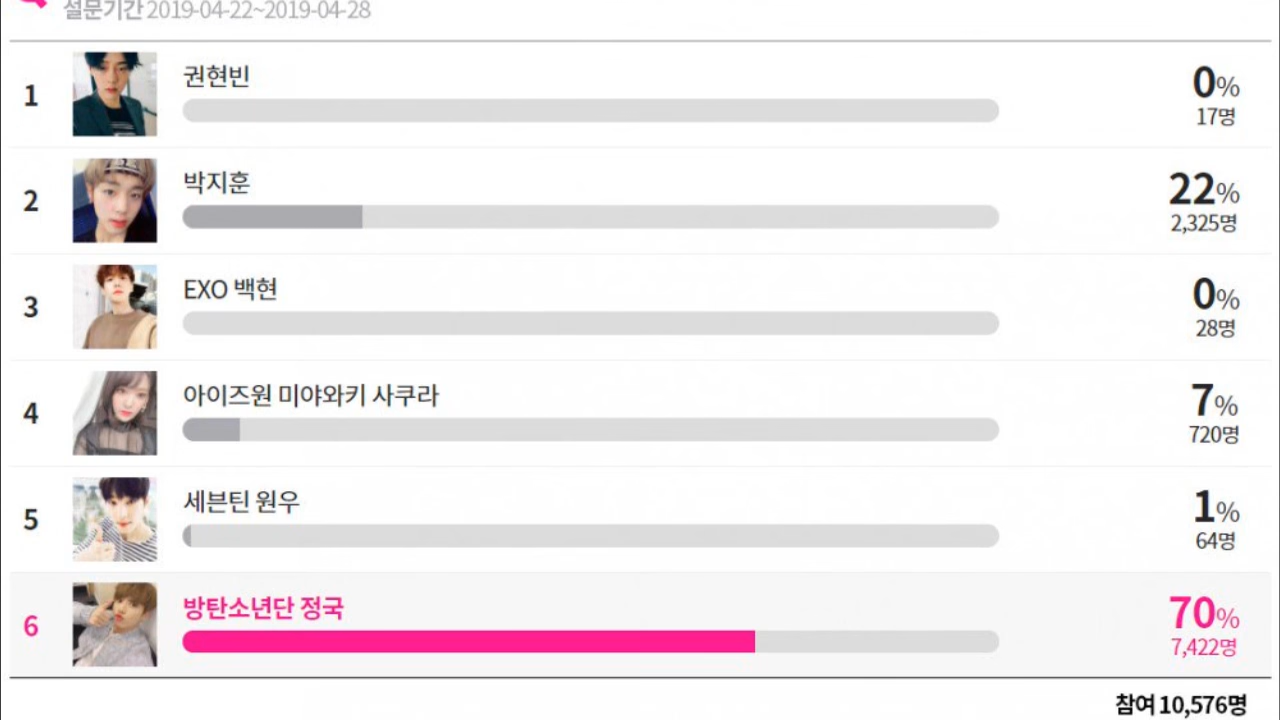 설문기간 2019-04-22~2019-04-28
1 권현빈 0%
17명
2 박지훈 22%
2,325명
3 EXO 백현 0%
28명
4 아이즈원 미야와키 사쿠라 7%
720명
5 세븐틴 원우 1%
64명
6 방탄소년단 정국 70%
7,422명
참여 10,576명